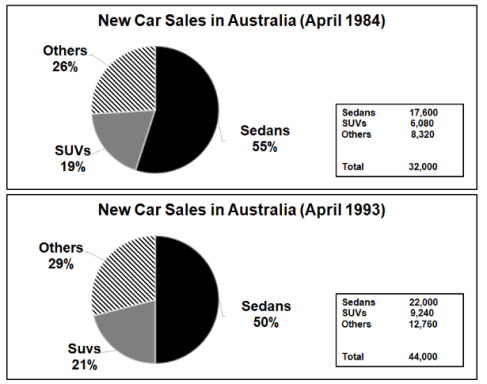 New Car Sales in Australia (April 1984)
Others
26%
SUVs
19%
Sedans
55%
Sedans 17,600
SUVs 6,080
Others 8,320
Total 32,000
New Car Sales in Australia (April 1993)
Others
29%
Suvs
21%
Sedans
50%
Sedans 22,000
SUVs 9,240
Others 12,760
Total 44,000